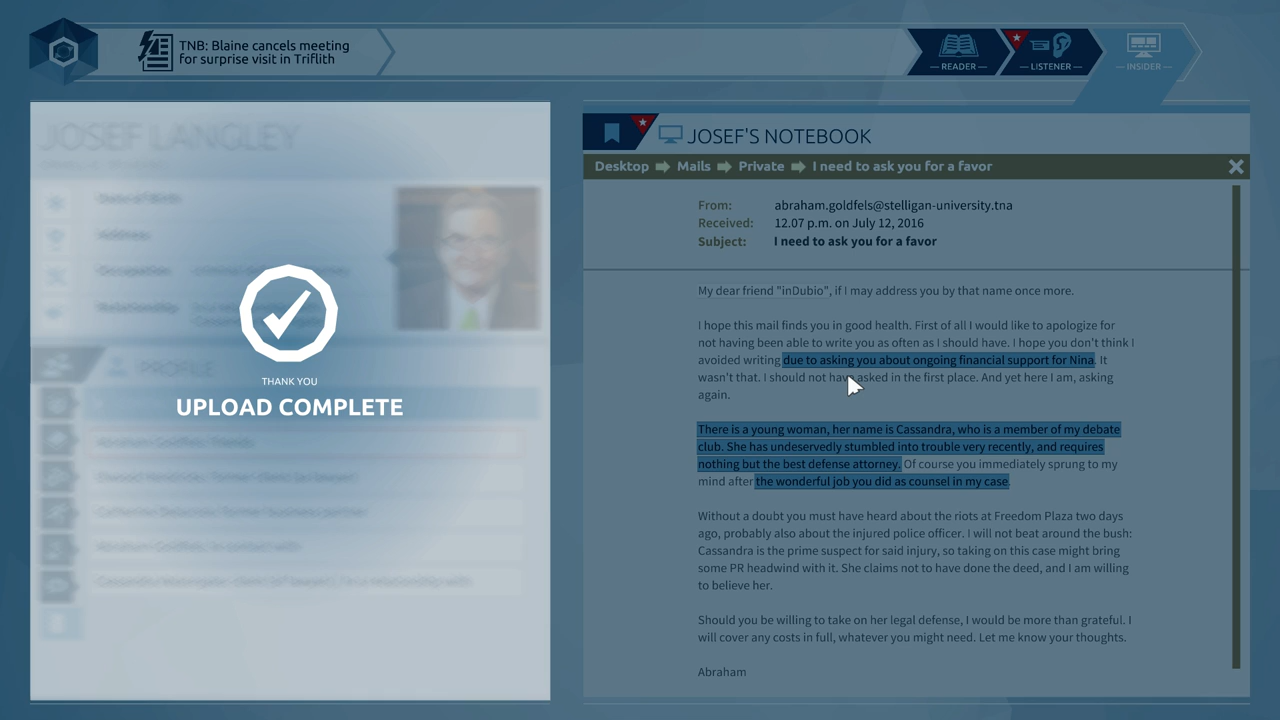 TNB: Blaine cancels meeting
for surprise visit in Triflith
— READER —
— LISTENER —
— INSIDER —
JOSEF LANGLEY
Date of Birth:
Address:
Occupation:
Relationship:
PROFILE
THANK YOU
UPLOAD COMPLETE
JOSEF'S NOTEBOOK
Desktop Mails Private I need to ask you for a favor
From: abraham.goldfels@stelligan-university.tna
Received: 12.07 p.m. on July 12, 2016
Subject: I need to ask you for a favor
My dear friend "inDubio", if I may address you by that name once more.
I hope this mail finds you in good health. First of all I would like to apologize for
not having been able to write you as often as I should have. I hope you don't think I
avoided writing due to asking you about ongoing financial support for Nina. It
wasn't that. I should not have asked in the first place. And yet here I am, asking
again.
There is a young woman, her name is Cassandra, who is a member of my debate
club. She has undeservedly stumbled into trouble very recently, and requires
nothing but the best defense attorney. Of course you immediately sprung to my
mind after the wonderful job you did as counsel in my case.
Without a doubt you must have heard about the riots at Freedom Plaza two days
ago, probably also about the injured police officer. I will not beat around the bush:
Cassandra is the prime suspect for said injury, so taking on this case might bring
some PR headwind with it. She claims not to have done the deed, and I am willing
to believe her.
Should you be willing to take on her legal defense, I would be more than grateful. I
will cover any costs in full, whatever you might need. Let me know your thoughts.
Abraham